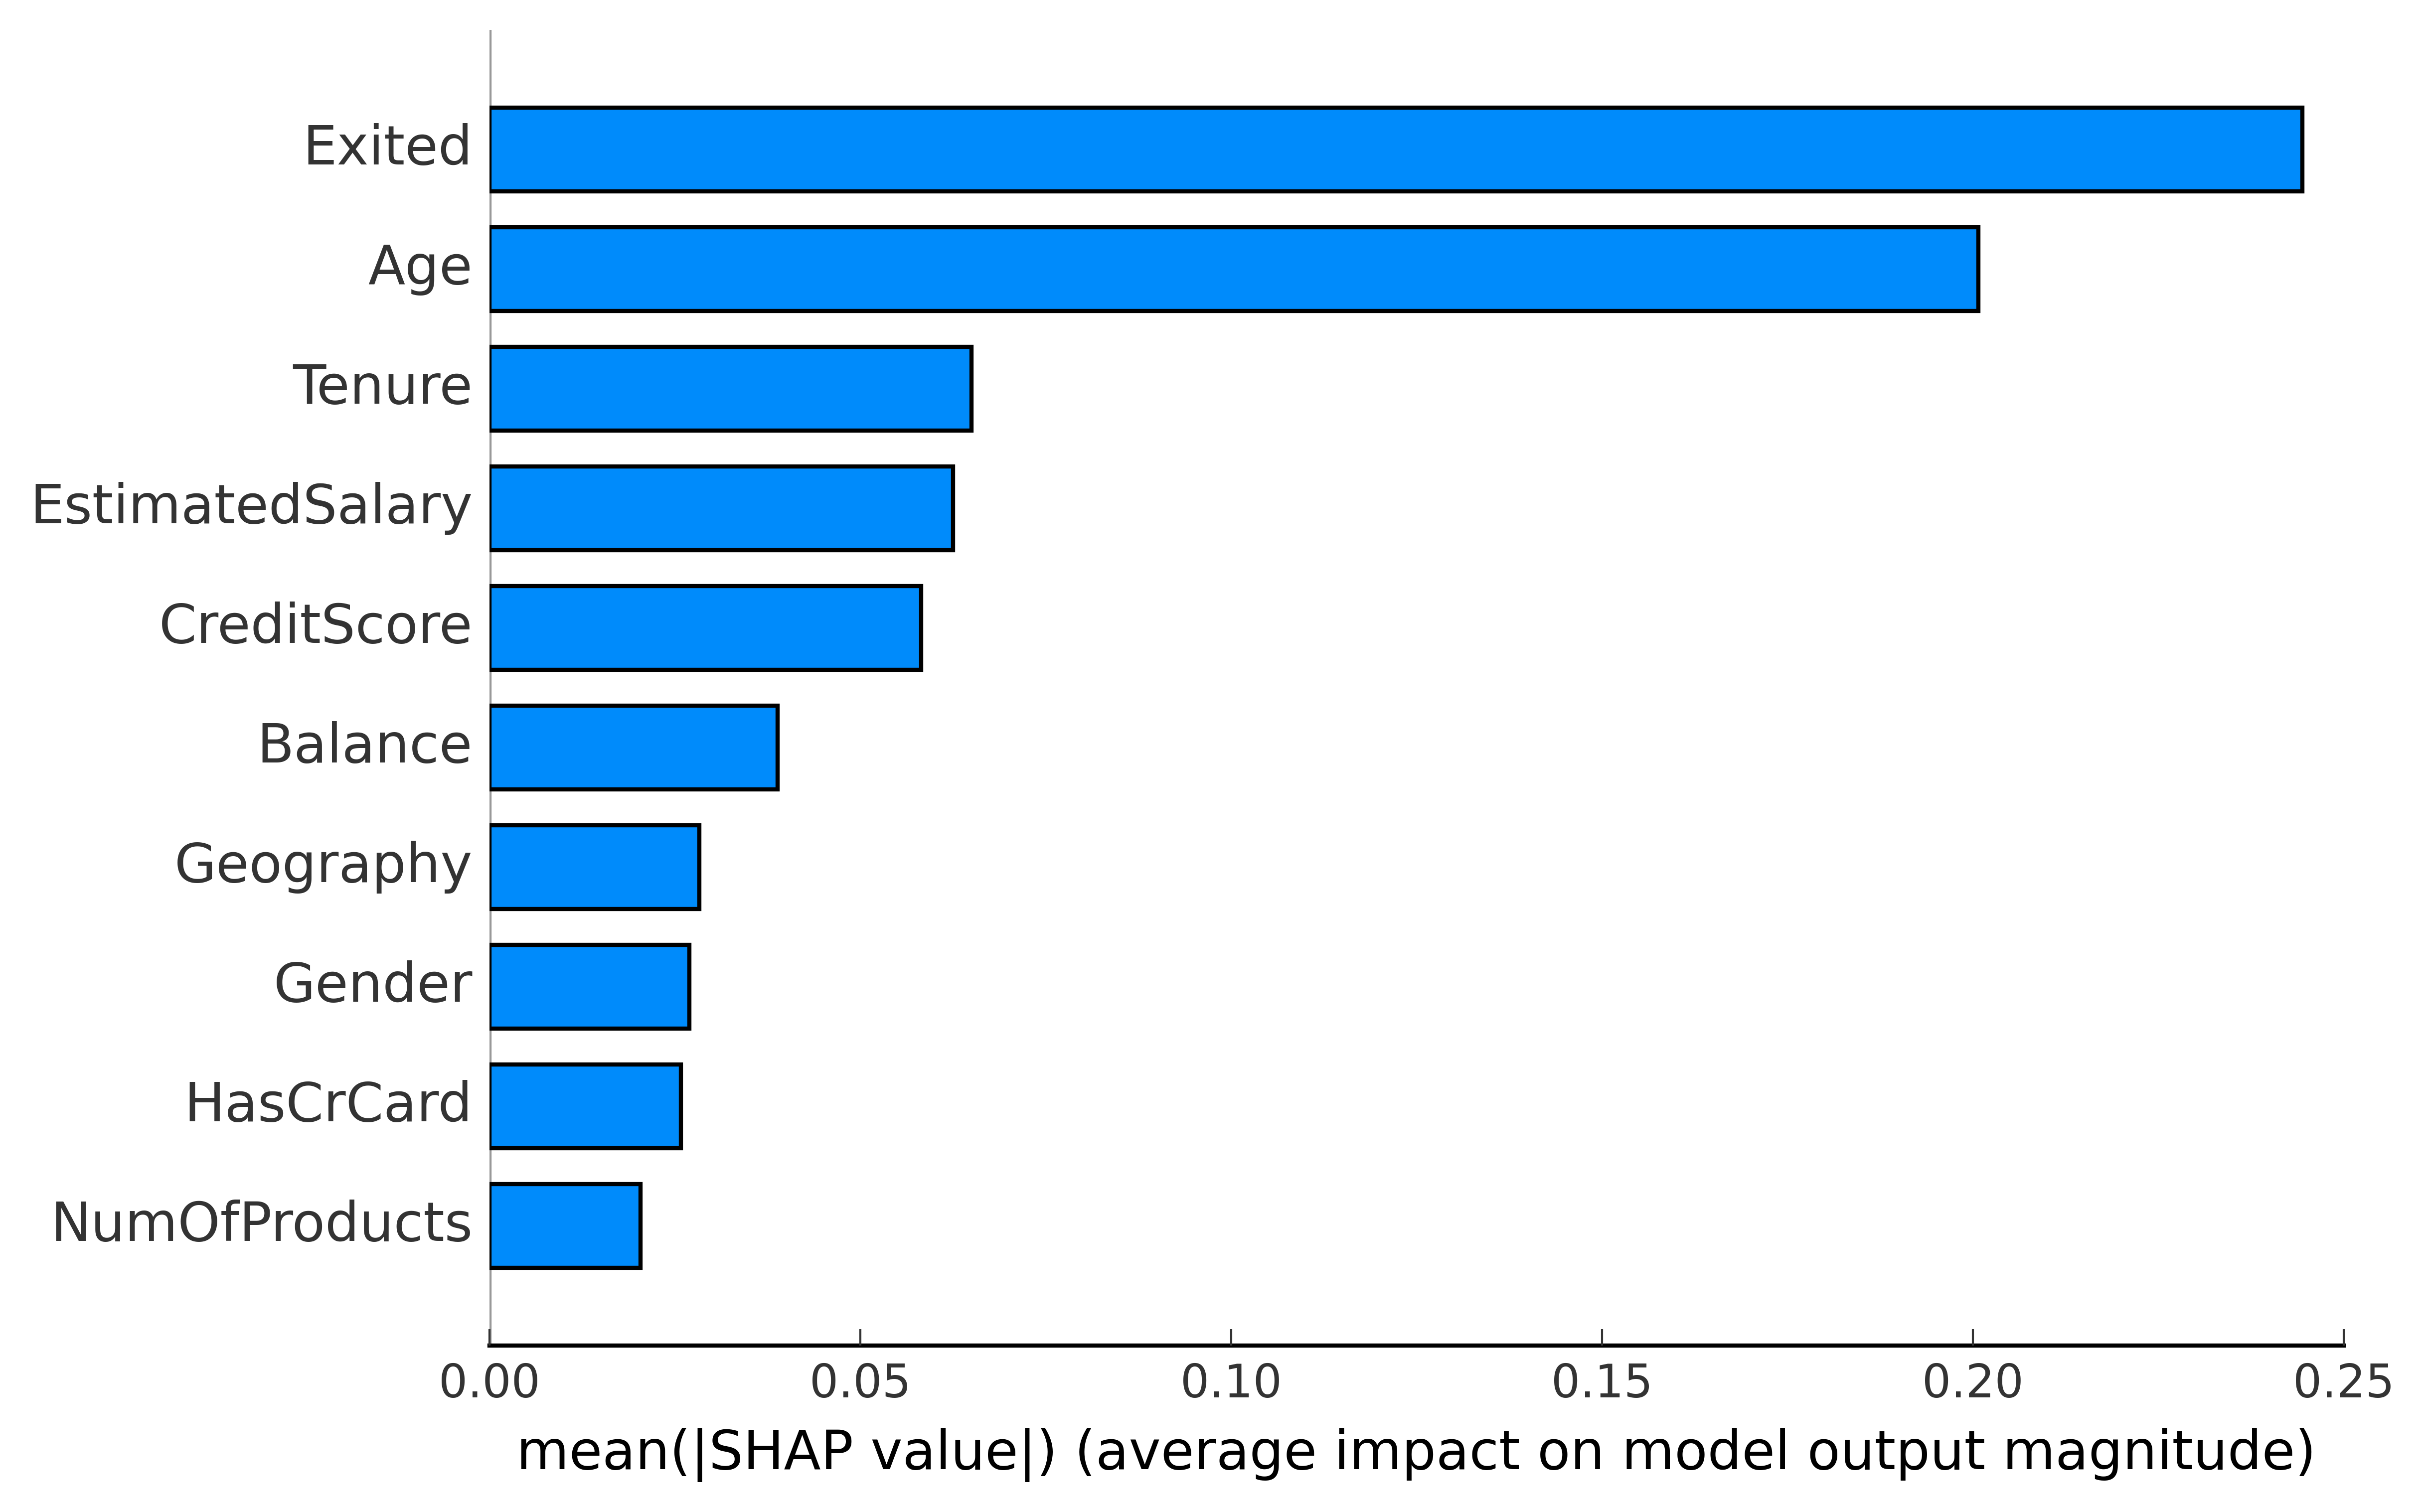 Exited
Age
Tenure
EstimatedSalary
CreditScore
Balance
Geography
Gender
HasCrCard
NumOfProducts
0.00 0.05 0.10 0.15 0.20 0.25
mean(|SHAP value|) (average impact on model output magnitude)